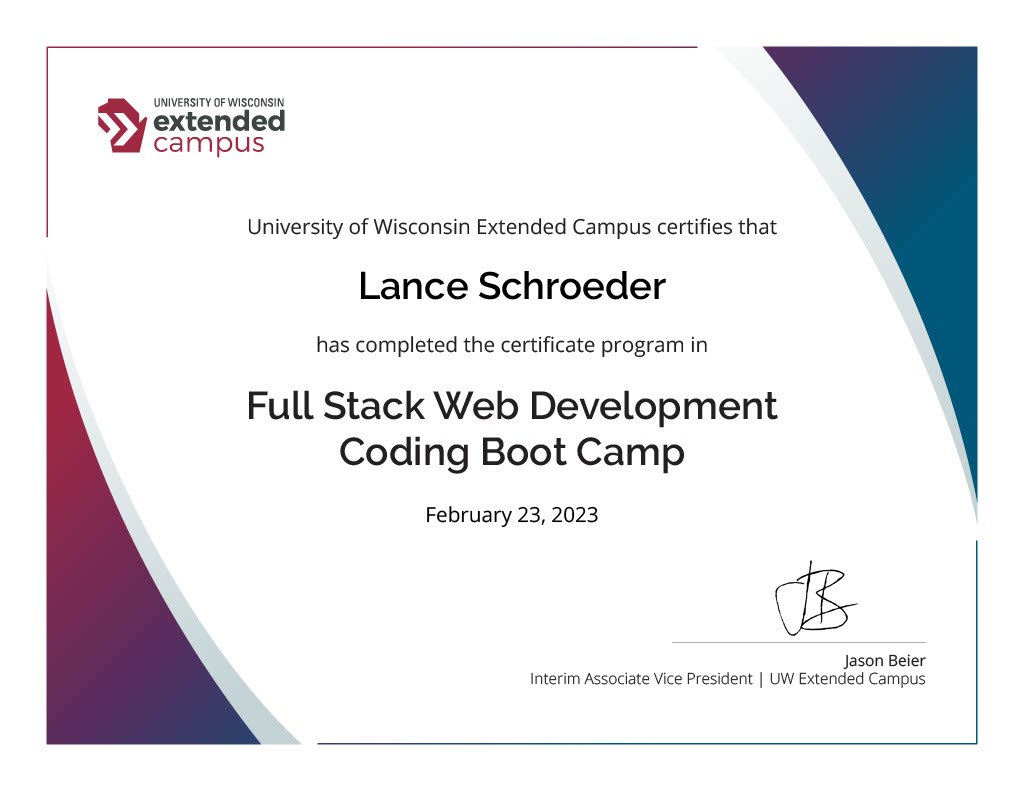 UNIVERSITY OF WISCONSIN
extended
campus
University of Wisconsin Extended Campus certifies that
Lance Schroeder
has completed the certificate program in
Full Stack Web Development
Coding Boot Camp
February 23, 2023
JB
Jason Beier
Interim Associate Vice President | UW Extended Campus